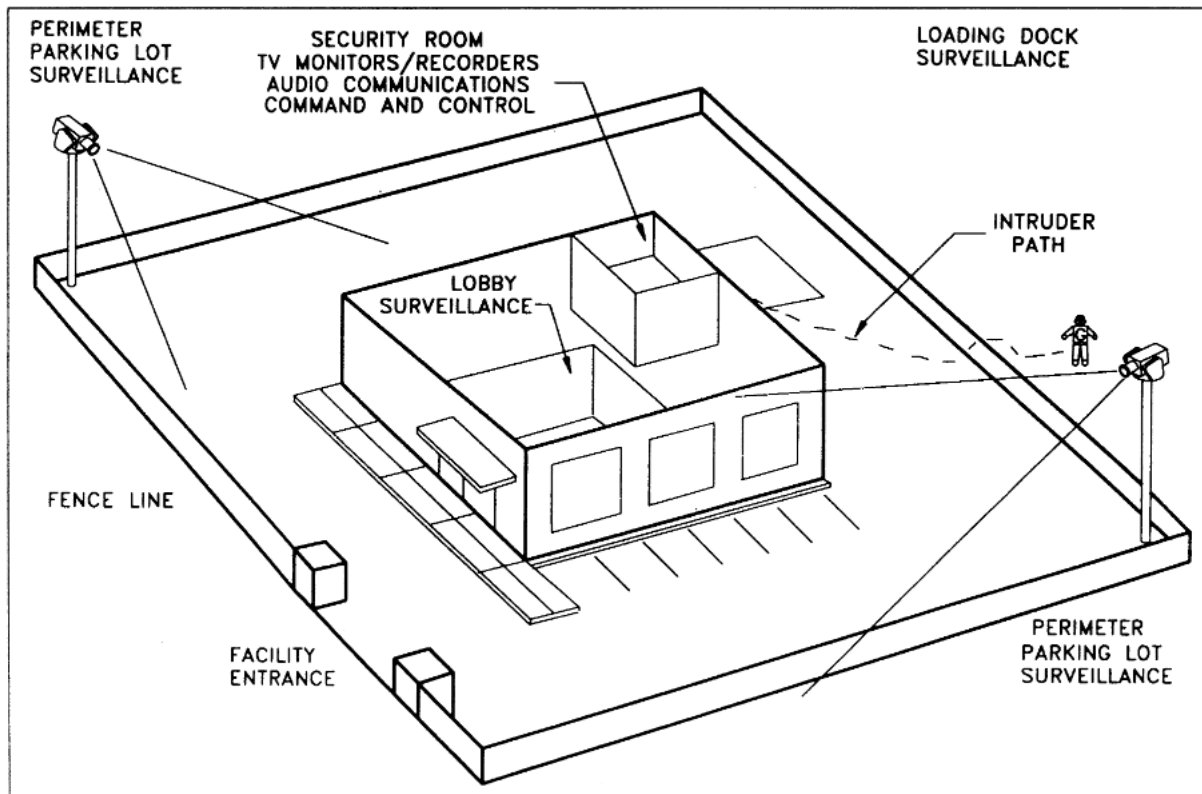 PERIMETER
PARKING LOT
SURVEILLANCE
SECURITY ROOM
TV MONITORS/RECORDERS
AUDIO COMMUNICATIONS
COMMAND AND CONTROL
LOADING DOCK
SURVEILLANCE
INTRUDER
PATH
LOBBY
SURVEILLANCE
G
FENCE LINE
FACILITY
ENTRANCE
PERIMETER
PARKING LOT
SURVEILLANCE